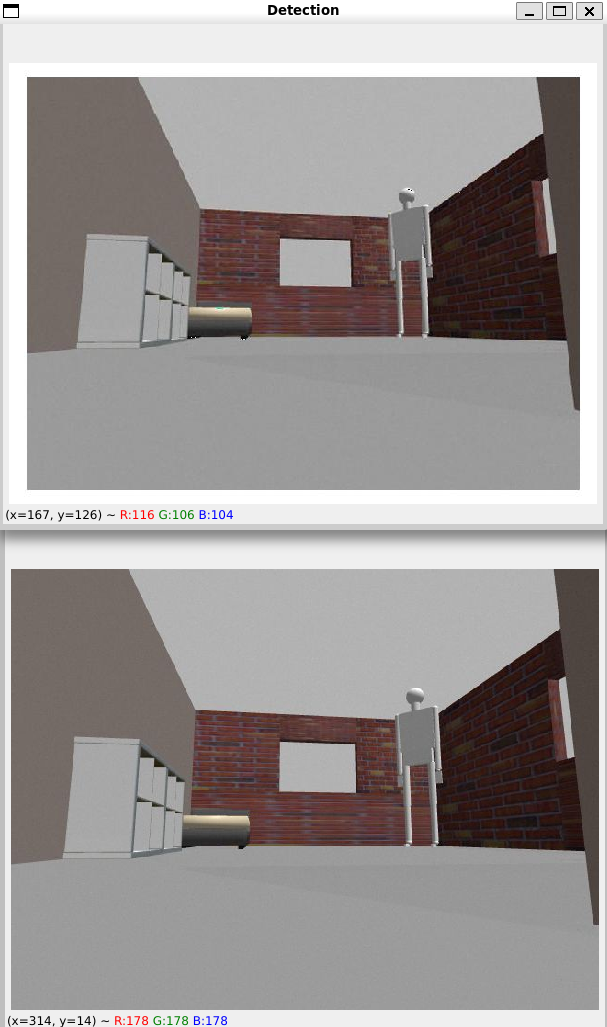 Detection
(x=167, y=126) ~ R:116 G:106 B:104
(x=314, y=14) ~ R:178 G:178 B:178